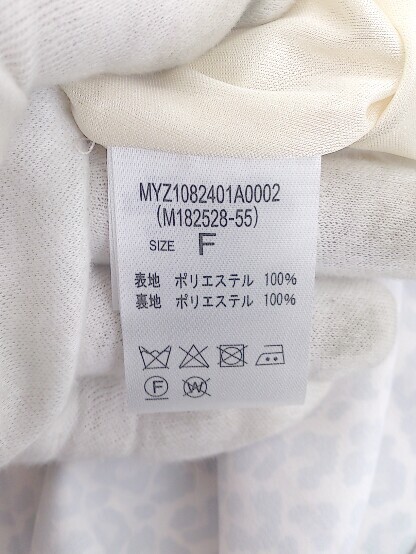 MYZ1082401A0002
(M182528-55)
SIZE F
表地 ポリエステル 100%
裏地 ポリエステル 100%
F W